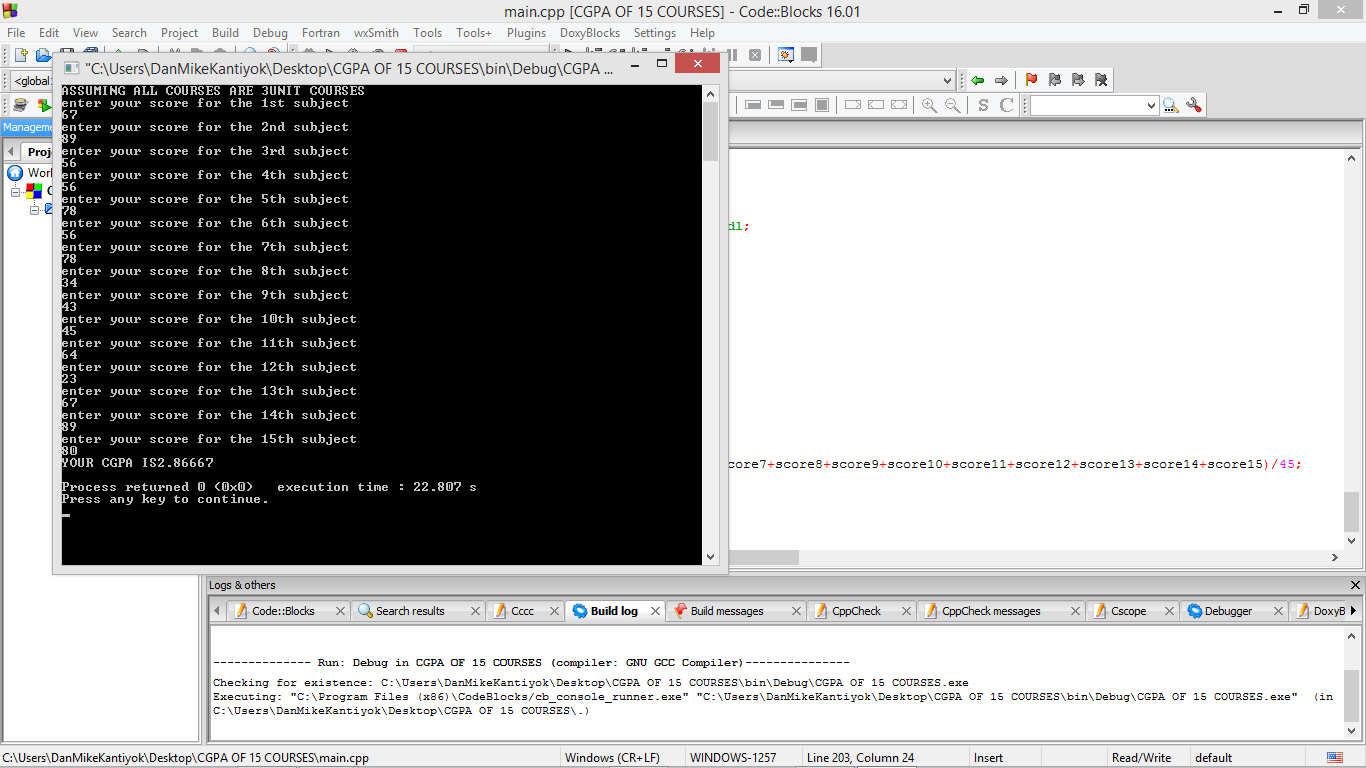 main.cpp [CGPA OF 15 COURSES] - Code::Blocks 16.01
File Edit View Search Project Build Debug Fortran wxSmith Tools Tools+ Plugins DoxyBlocks Settings Help
"C:\Users\DanMikeKantiyok\Desktop\CGPA OF 15 COURSES\bin\Debug\CGPA ...
<global
S C
Manageme
Proj
Worl
C
ASSUMING ALL COURSES ARE 3UNIT COURSES
enter your score for the 1st subject
67
enter your score for the 2nd subject
89
enter your score for the 3rd subject
56
enter your score for the 4th subject
56
enter your score for the 5th subject
78
enter your score for the 6th subject
56
enter your score for the 7th subject
78
enter your score for the 8th subject
34
enter your score for the 9th subject
43
enter your score for the 10th subject
45
enter your score for the 11th subject
64
enter your score for the 12th subject
23
enter your score for the 13th subject
67
enter your score for the 14th subject
89
enter your score for the 15th subject
80
YOUR CGPA IS2.86667
Process returned 0 (0x0)   execution time : 22.807 s
Press any key to continue.
dl;
core7+score8+score9+score10+score11+score12+score13+score14+score15)/45;
Logs & others
Code::Blocks Search results Cccc Build log Build messages CppCheck CppCheck messages Cscope Debugger DoxyB
-------------- Run: Debug in CGPA OF 15 COURSES (compiler: GNU GCC Compiler)---------------
Checking for existence: C:\Users\DanMikeKantiyok\Desktop\CGPA OF 15 COURSES\bin\Debug\CGPA OF 15 COURSES.exe
Executing: "C:\Program Files (x86)\CodeBlocks/cb_console_runner.exe" "C:\Users\DanMikeKantiyok\Desktop\CGPA OF 15 COURSES\bin\Debug\CGPA OF 15 COURSES.exe"  (in
C:\Users\DanMikeKantiyok\Desktop\CGPA OF 15 COURSES\.)
C:\Users\DanMikeKantiyok\Desktop\CGPA OF 15 COURSES\main.cpp Windows (CR+LF) WINDOWS-1257 Line 203, Column 24 Insert Read/Write default